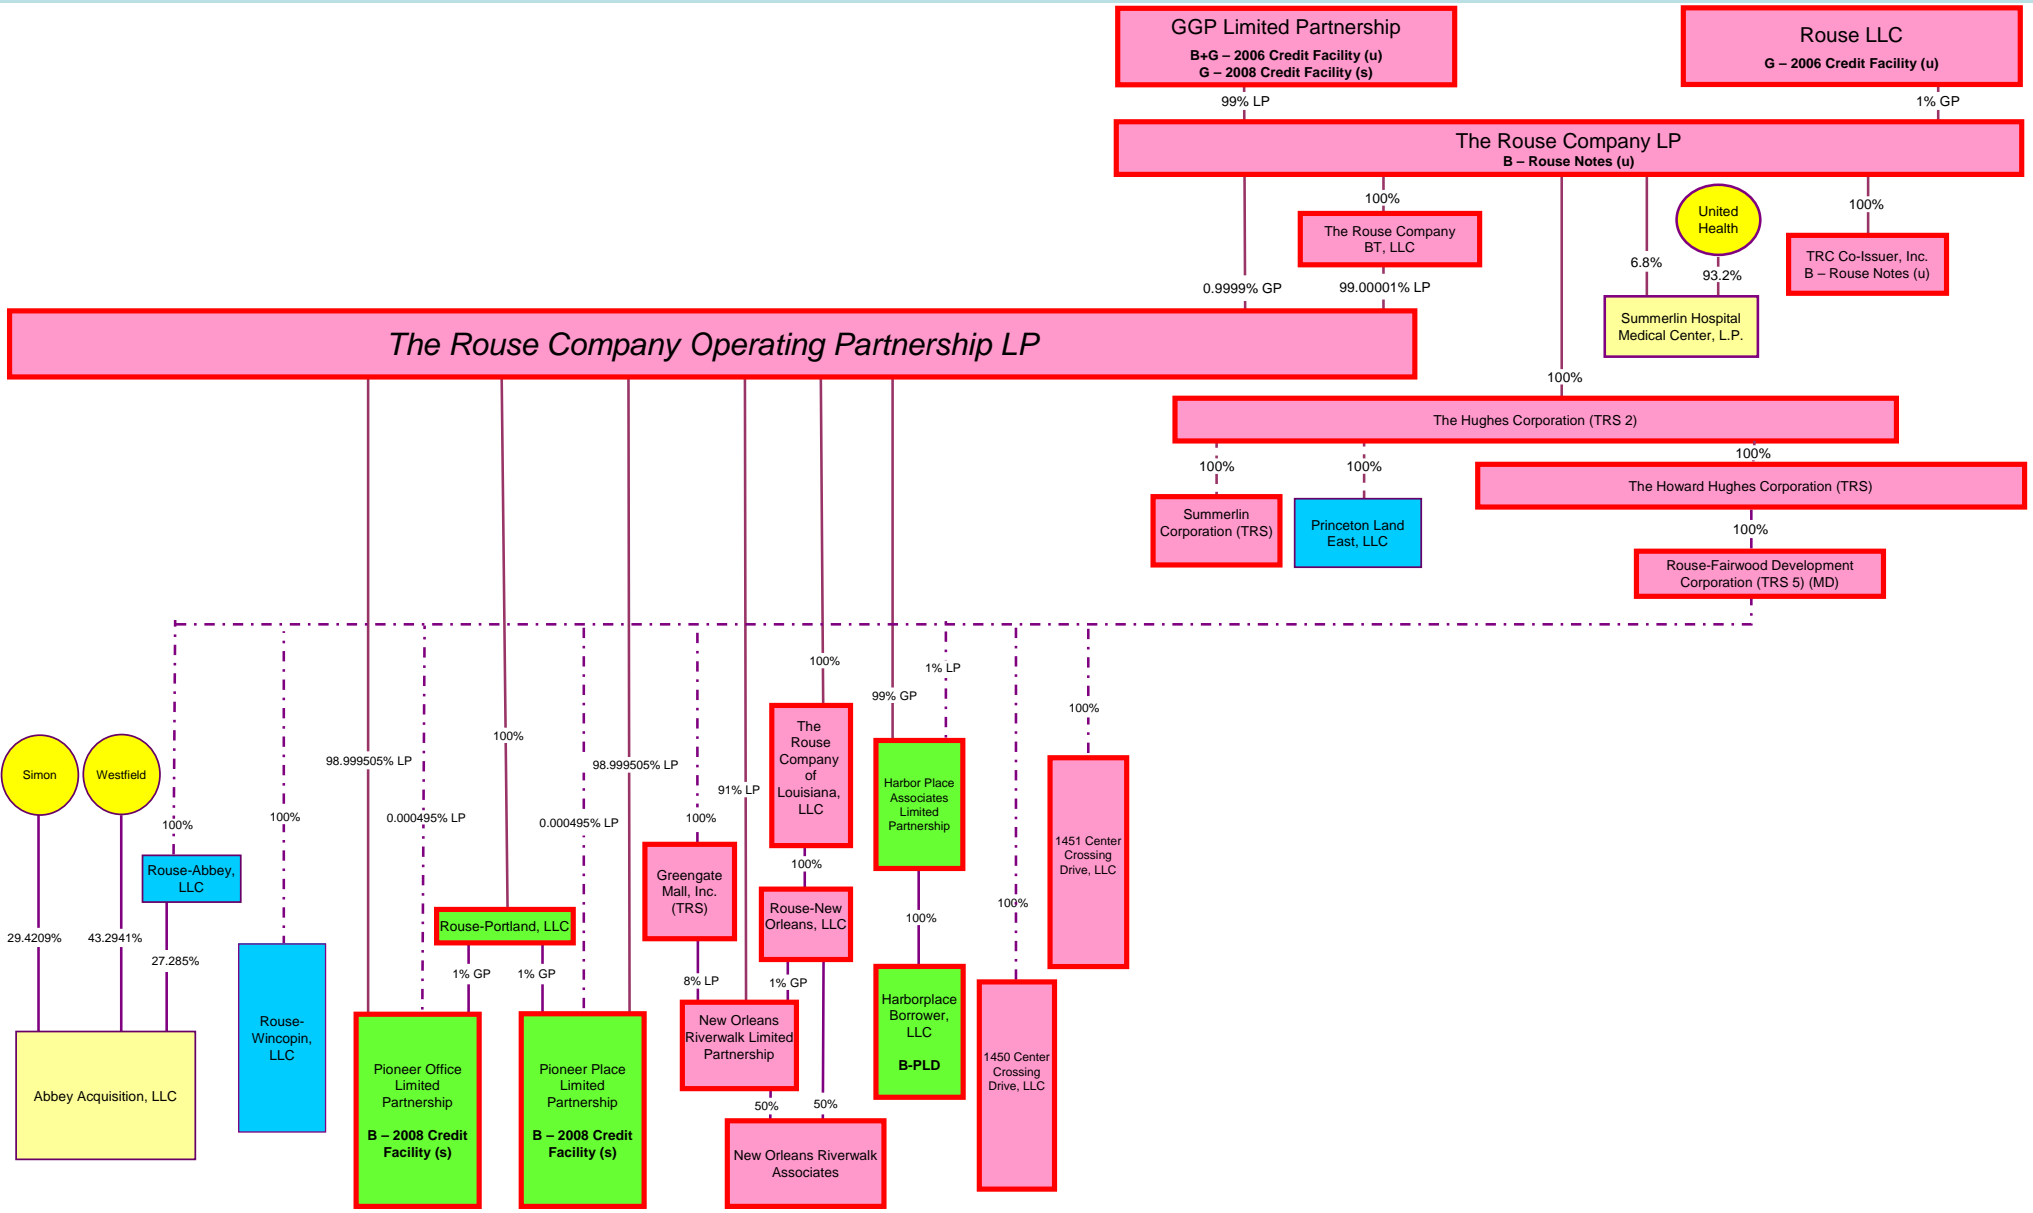 GGP Limited Partnership
B+G – 2006 Credit Facility (u)
G – 2008 Credit Facility (s)
Rouse LLC
G – 2006 Credit Facility (u)
99% LP
1% GP
The Rouse Company LP
B – Rouse Notes (u)
100%
The Rouse Company
BT, LLC
United
Health
100%
TRC Co-Issuer, Inc.
B – Rouse Notes (u)
6.8%
93.2%
0.9999% GP
99.00001% LP
Summerlin Hospital
Medical Center, L.P.
The Rouse Company Operating Partnership LP
100%
The Hughes Corporation (TRS 2)
100%
100%
100%
The Howard Hughes Corporation (TRS)
Summerlin
Corporation (TRS)
Princeton Land
East, LLC
100%
Rouse-Fairwood Development
Corporation (TRS 5) (MD)
100%
1% LP
99% GP
100%
100%
98.999505% LP
98.999505% LP
Simon
Westfield
91% LP
The
Rouse
Company
of
Louisiana,
LLC
Harbor Place
Associates
Limited
Partnership
100%
100%
0.000495% LP
0.000495% LP
100%
1451 Center
Crossing
Drive, LLC
Rouse-Abbey,
LLC
Greengate
Mall, Inc.
(TRS)
100%
Rouse-New
Orleans, LLC
100%
100%
Rouse-Portland, LLC
29.4209%
43.2941%
27.285%
1% GP
1% GP
8% LP
1% GP
Rouse-
Wincopin,
LLC
Harborplace
Borrower,
LLC
B-PLD
New Orleans
Riverwalk Limited
Partnership
1450 Center
Crossing
Drive, LLC
Abbey Acquisition, LLC
Pioneer Office
Limited
Partnership
B – 2008 Credit
Facility (s)
Pioneer Place
Limited
Partnership
B – 2008 Credit
Facility (s)
50%
50%
New Orleans Riverwalk
Associates